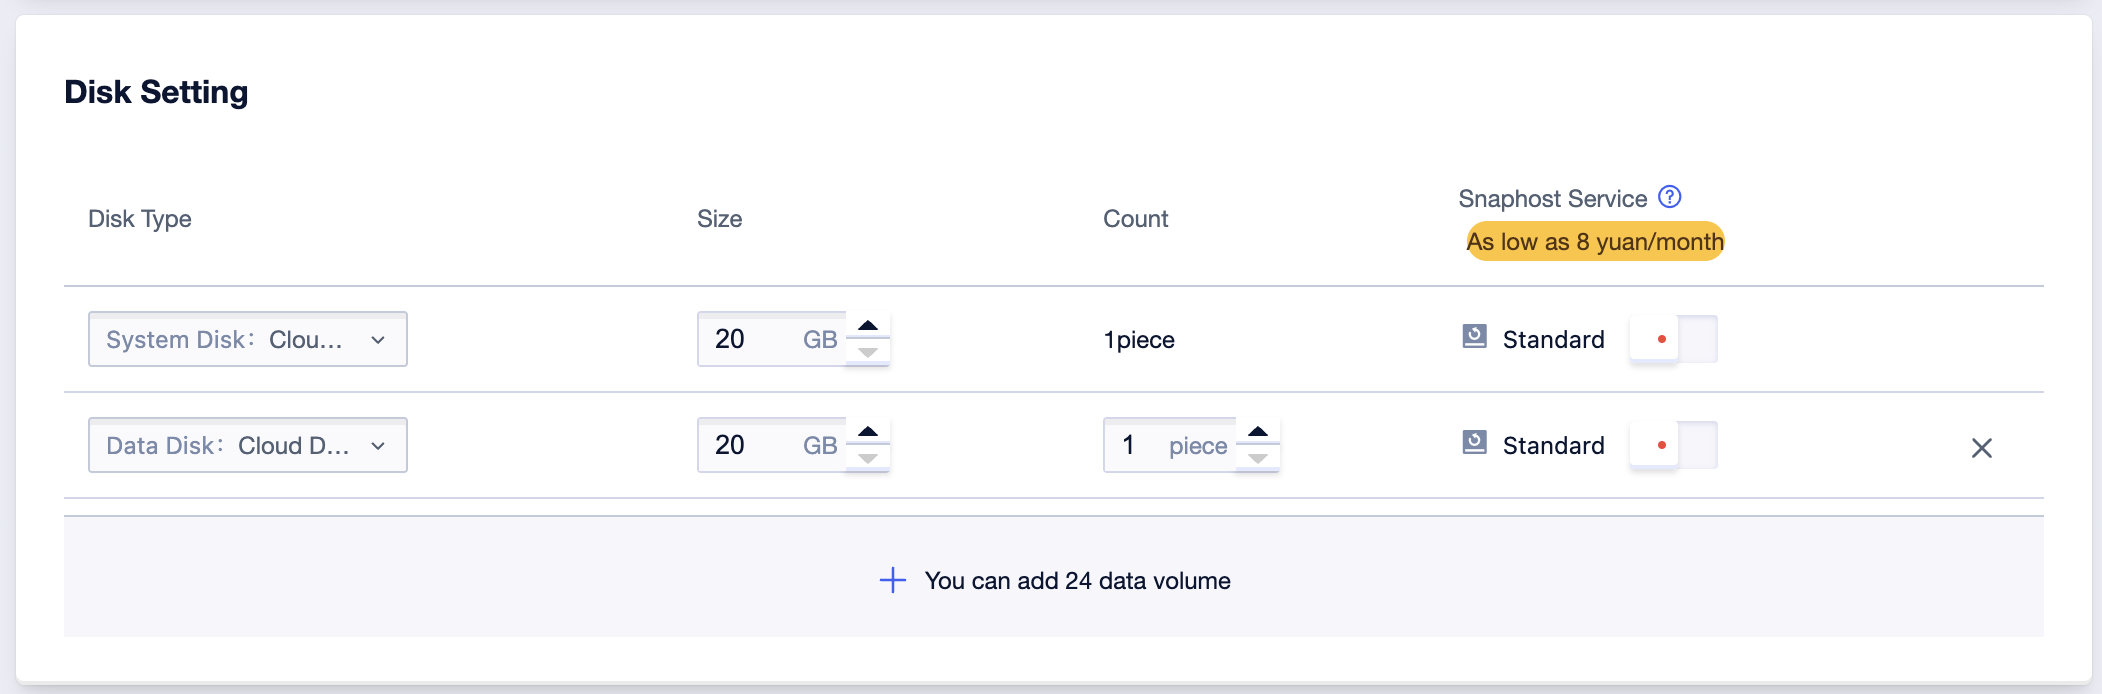 Disk Setting
Disk Type
Size
Count
Snaphost Service
As low as 8 yuan/month
System Disk: Clou...
20 GB
1piece
Standard
Data Disk: Cloud D...
20 GB
1 piece
Standard
You can add 24 data volume